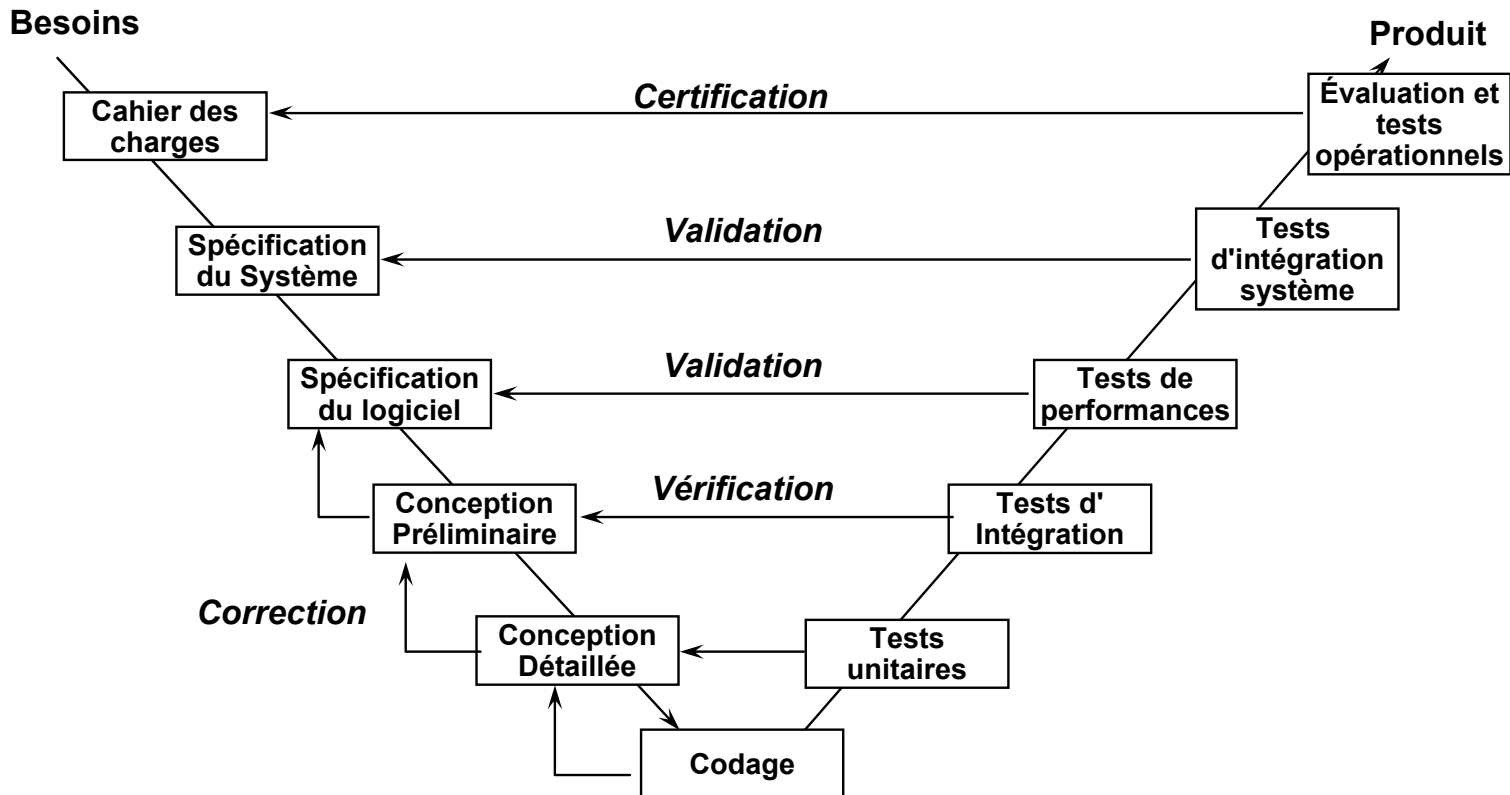 Besoins
Produit
Certification
Cahier des
charges
Évaluation et
tests
opérationnels
Validation
Spécification
du Système
Tests
d'intégration
système
Validation
Spécification
du logiciel
Tests de
performances
Vérification
Conception
Préliminaire
Tests d'
Intégration
Correction
Conception
Détaillée
Tests
unitaires
Codage